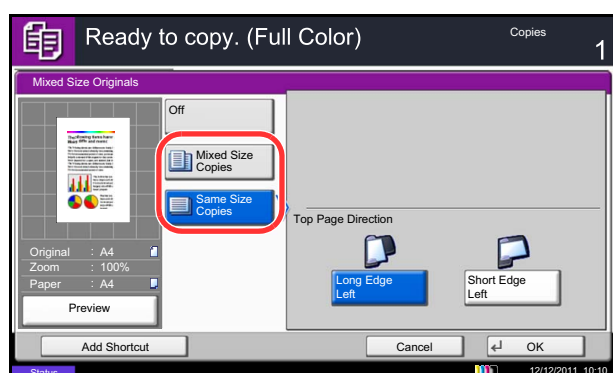 Ready to copy. (Full Color)
Copies
1
Mixed Size Originals
Off
Mixed Size
Copies
Same Size
Copies
Top Page Direction
Long Edge
Left
Short Edge
Left
Original : A4
Zoom : 100%
Paper : A4
Preview
Add Shortcut
Cancel
OK
Status
12/12/2011 10:10